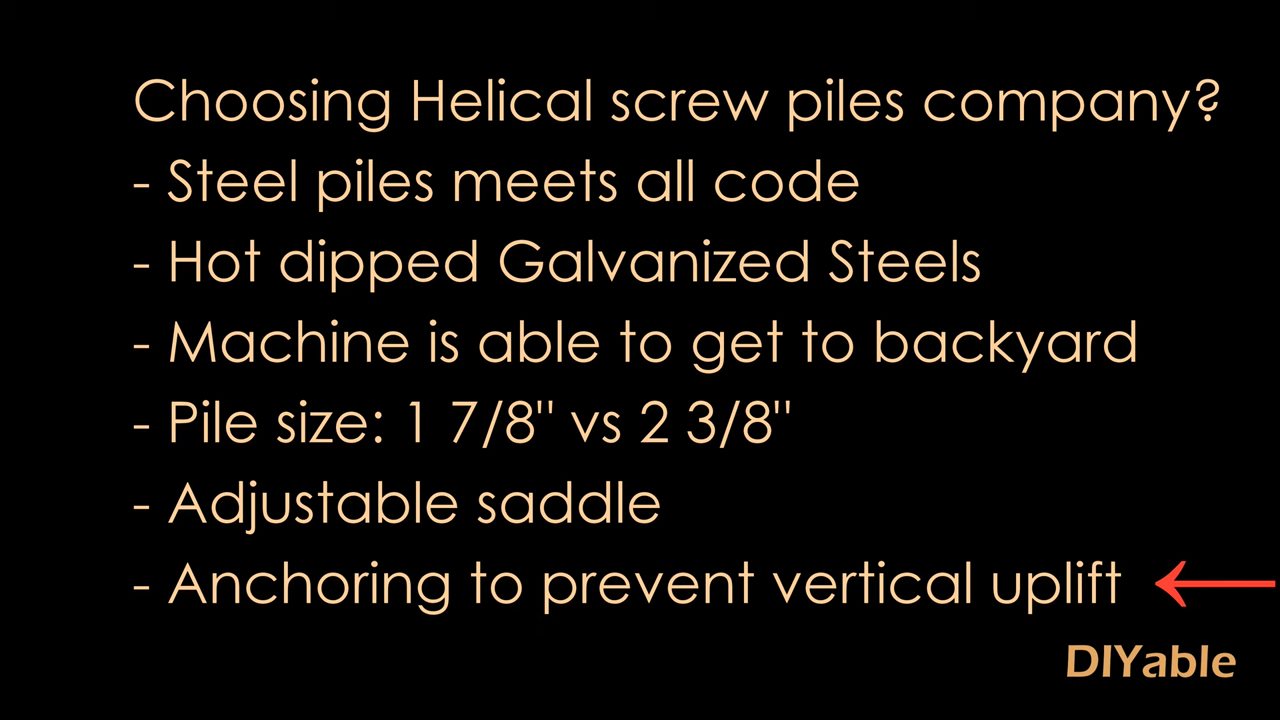 Choosing Helical screw piles company?
- Steel piles meets all code
- Hot dipped Galvanized Steels
- Machine is able to get to backyard
- Pile size: 1 7/8" vs 2 3/8"
- Adjustable saddle
- Anchoring to prevent vertical uplift
DIYable